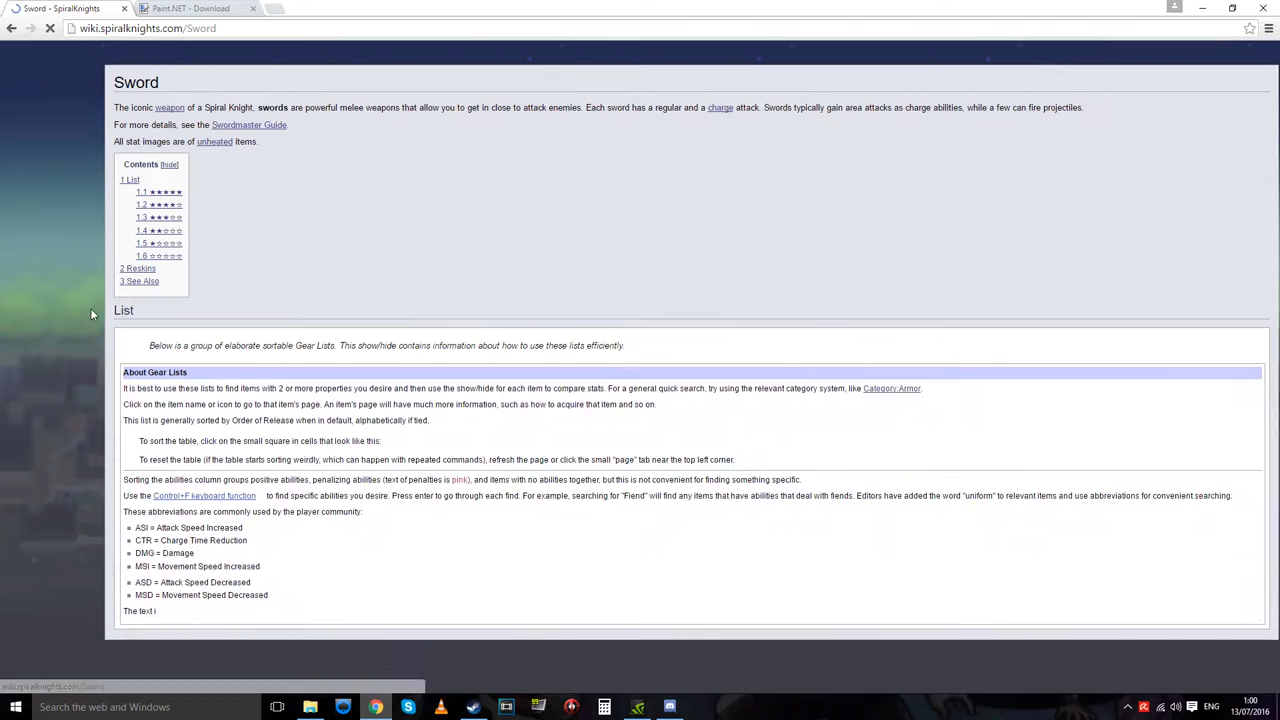 Sword - SpiralKnights
Paint.NET - Download
wiki.spiralknights.com/Sword
Sword
The iconic weapon of a Spiral Knight, swords are powerful melee weapons that allow you to get in close to attack enemies. Each sword has a regular and a charge attack. Swords typically gain area attacks as charge abilities, while a few can fire projectiles.
For more details, see the Swordmaster Guide.
All stat images are of unheated items.
Contents [hide]
1 List
1.1 ★★★★★
1.2 ★★★★☆
1.3 ★★★☆☆
1.4 ★★☆☆☆
1.5 ★☆☆☆☆
1.6 ☆☆☆☆☆
2 Reskins
3 See Also
List
Below is a group of elaborate sortable Gear Lists. This show/hide contains information about how to use these lists efficiently.
About Gear Lists
It is best to use these lists to find items with 2 or more properties you desire and then use the show/hide for each item to compare stats. For a general quick search, try using the relevant category system, like Category:Armor.
Click on the item name or icon to go to that item's page. An item's page will have much more information, such as how to acquire that item and so on.
This list is generally sorted by Order of Release when in default, alphabetically if tied.
To sort the table, click on the small square in cells that look like this:
To reset the table (if the table starts sorting weirdly, which can happen with repeated commands), refresh the page or click the small "page" tab near the top left corner.
Sorting the abilities column groups positive abilities, penalizing abilities (text of penalties is pink), and items with no abilities together, but this is not convenient for finding something specific.
Use the Control+F keyboard function to find specific abilities you desire. Press enter to go through each find. For example, searching for "Fiend" will find any items that have abilities that deal with fiends. Editors have added the word "uniform" to relevant items and use abbreviations for convenient searching.
These abbreviations are commonly used by the player community:
ASI = Attack Speed Increased
CTR = Charge Time Reduction
DMG = Damage
MSI = Movement Speed Increased
ASD = Attack Speed Decreased
MSD = Movement Speed Decreased
The text i
wiki.spiralknights.com/Sword
Search the web and Windows
ENG
1:00
13/07/2016